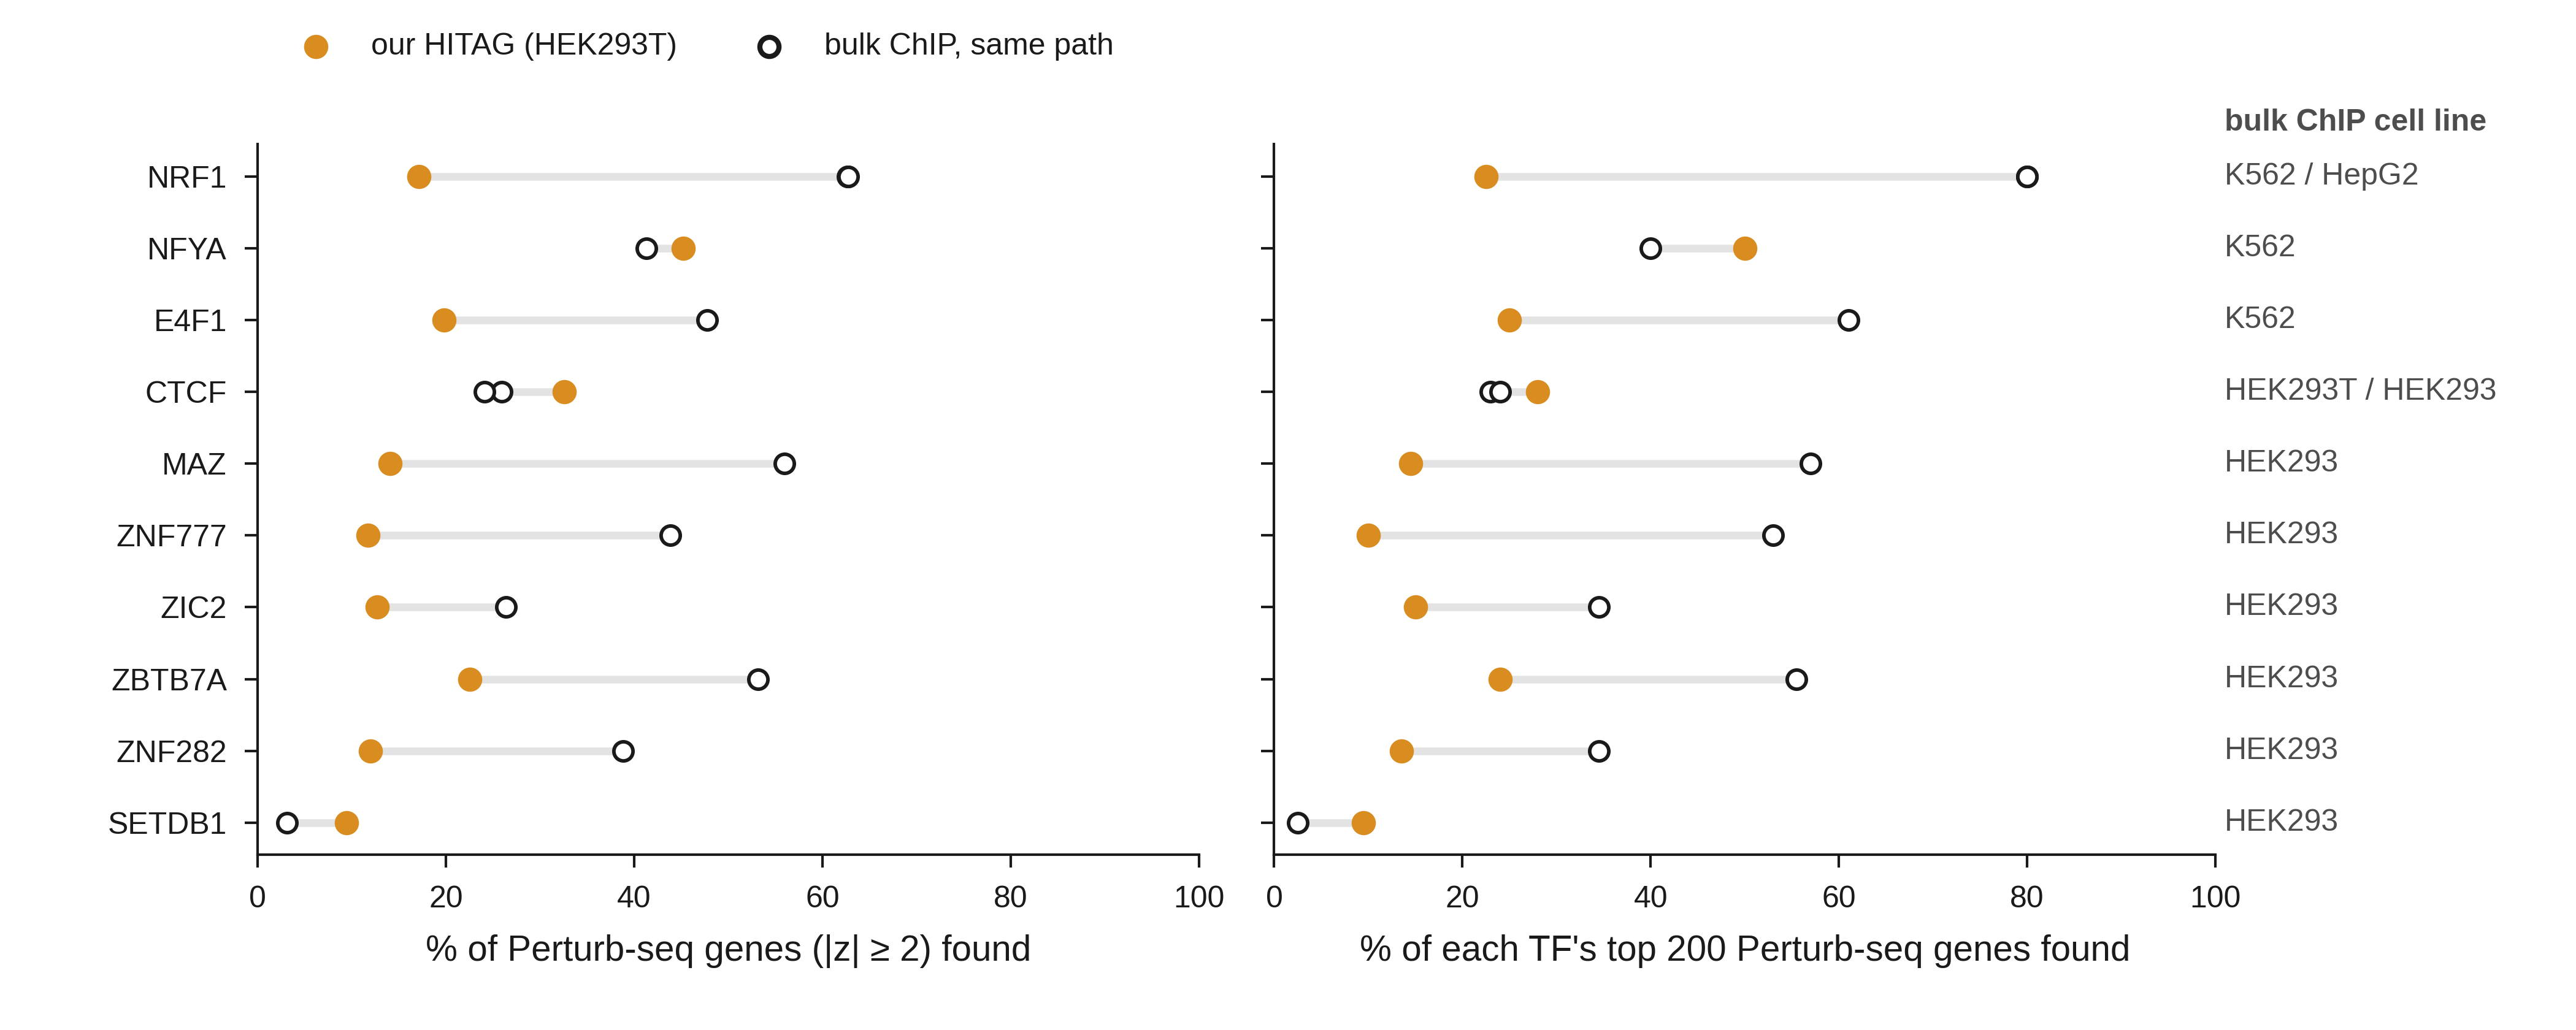 our HITAG (HEK293T)
bulk ChIP, same path
bulk ChIP cell line
NRF1
K562 / HepG2
NFYA
K562
E4F1
K562
CTCF
HEK293T / HEK293
MAZ
HEK293
ZNF777
HEK293
ZIC2
HEK293
ZBTB7A
HEK293
ZNF282
HEK293
SETDB1
HEK293
0 20 40 60 80 100
0 20 40 60 80 100
% of Perturb-seq genes (|z| ≥ 2) found
% of each TF's top 200 Perturb-seq genes found